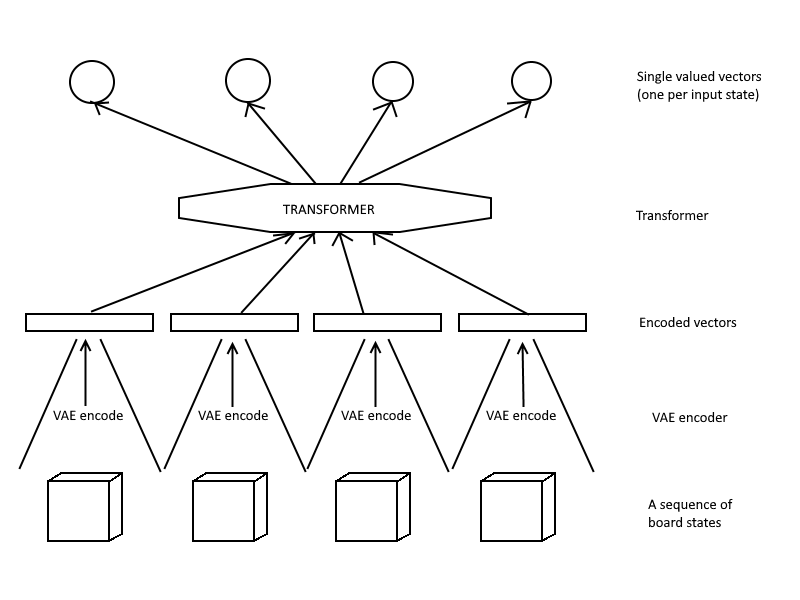 Single valued vectors
(one per input state)
TRANSFORMER
Transformer
Encoded vectors
VAE encode
VAE encode
VAE encode
VAE encode
VAE encoder
A sequence of
board states